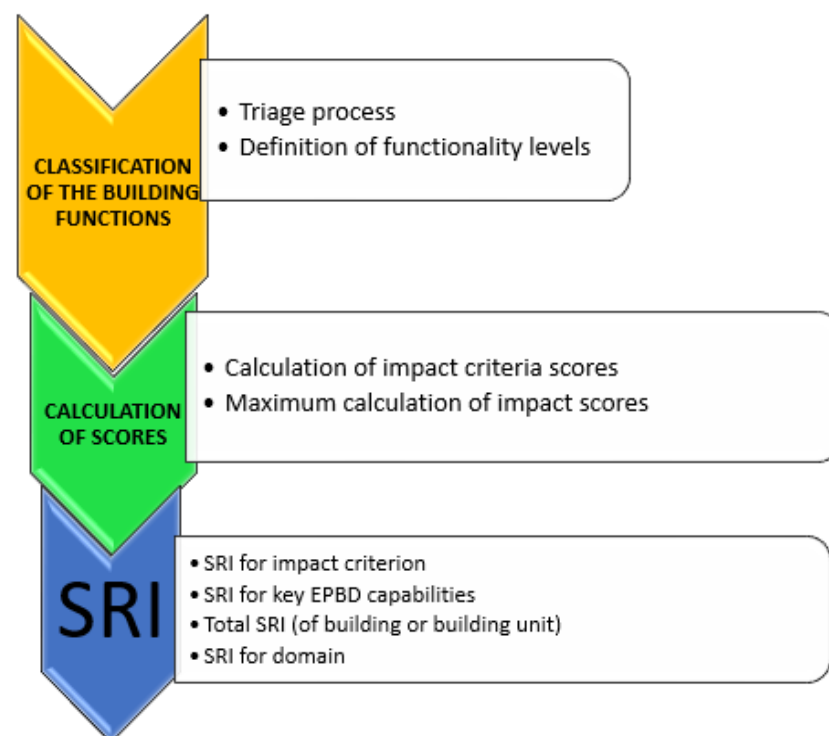 CLASSIFICATION
OF THE BUILDING
FUNCTIONS
• Triage process
• Definition of functionality levels
CALCULATION
OF SCORES
• Calculation of impact criteria scores
• Maximum calculation of impact scores
SRI
• SRI for impact criterion
• SRI for key EPBD capabilities
• Total SRI (of building or building unit)
• SRI for domain